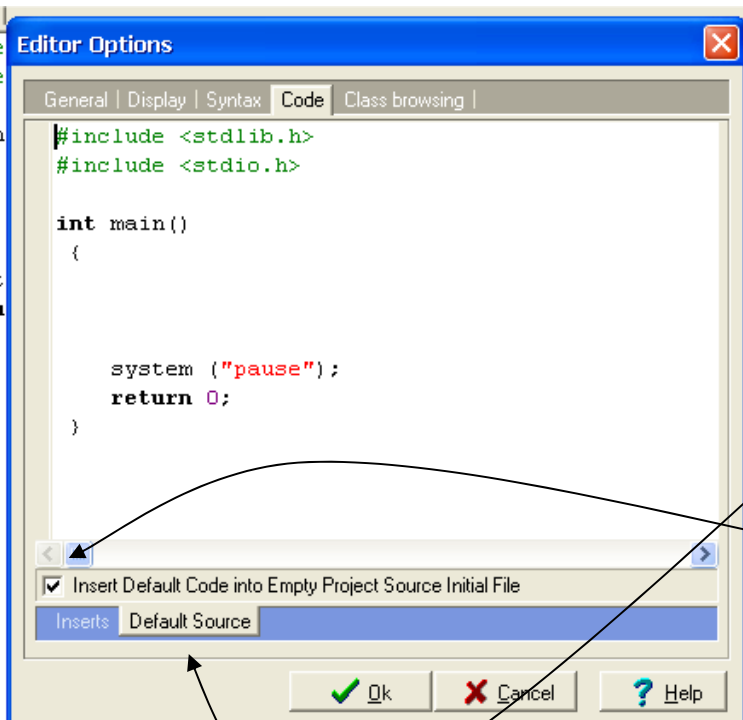 Editor Options
General | Display | Syntax Code Class browsing |
#include <stdlib.h>
#include <stdio.h>
int main()
{
system ("pause");
return 0;
}
Insert Default Code into Empty Project Source Initial File
Inserts Default Source
Ok Cancel ? Help